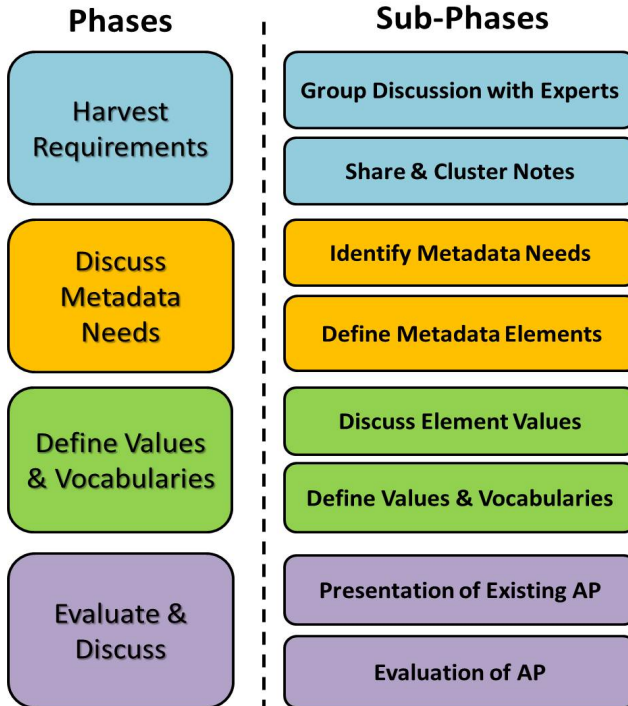 Phases
Sub-Phases
Harvest
Requirements
Group Discussion with Experts
Share & Cluster Notes
Discuss
Metadata
Needs
Identify Metadata Needs
Define Metadata Elements
Define Values
& Vocabularies
Discuss Element Values
Define Values & Vocabularies
Evaluate &
Discuss
Presentation of Existing AP
Evaluation of AP